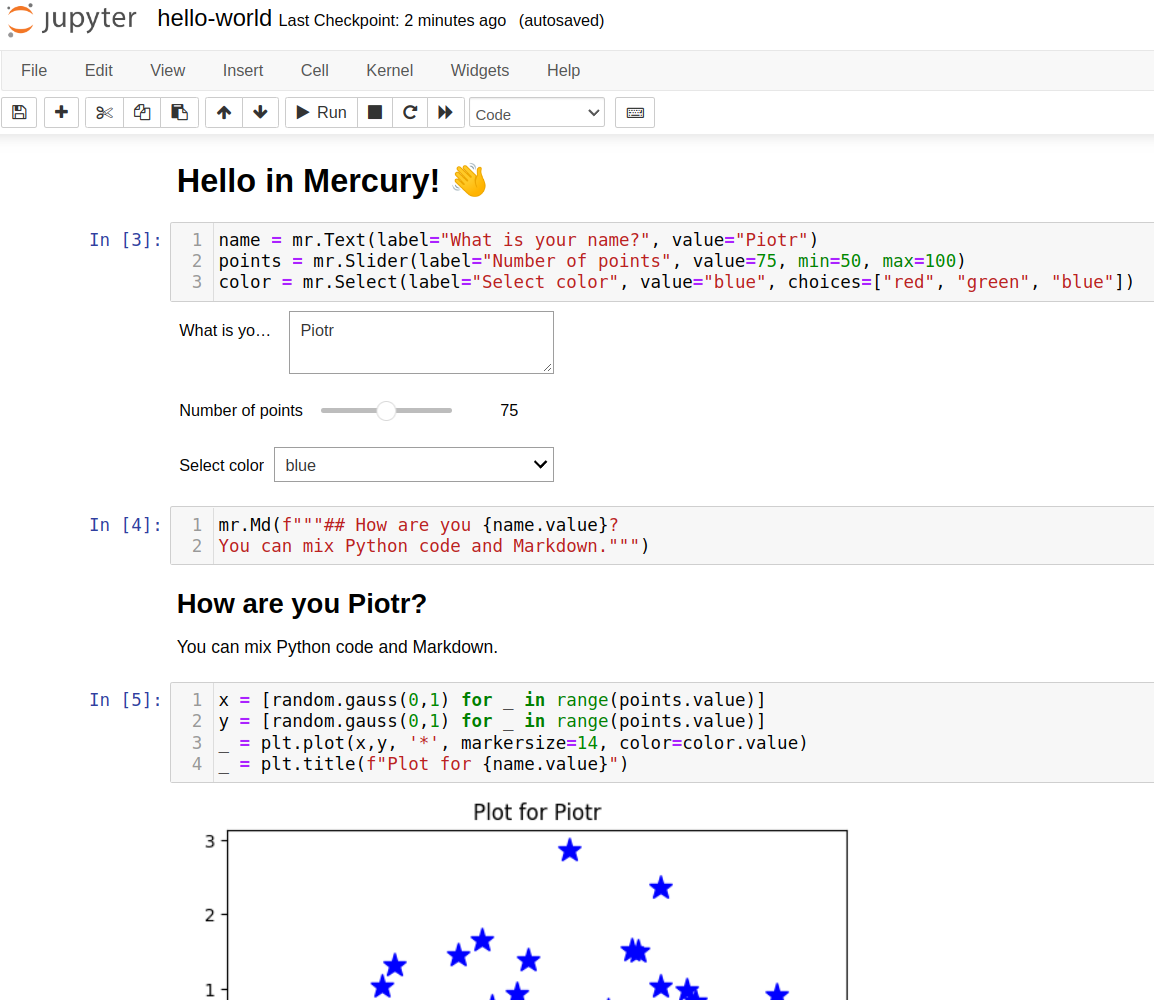 jupyter hello-world Last Checkpoint: 2 minutes ago (autosaved)
File Edit View Insert Cell Kernel Widgets Help
Run Code
Hello in Mercury! 👋
In [3]:
1 name = mr.Text(label="What is your name?", value="Piotr")
2 points = mr.Slider(label="Number of points", value=75, min=50, max=100)
3 color = mr.Select(label="Select color", value="blue", choices=["red", "green", "blue"])
What is yo… Piotr
Number of points 75
Select color blue
In [4]:
1 mr.Md(f"""## How are you {name.value}?
2 You can mix Python code and Markdown.""")
How are you Piotr?
You can mix Python code and Markdown.
In [5]:
1 x = [random.gauss(0,1) for _ in range(points.value)]
2 y = [random.gauss(0,1) for _ in range(points.value)]
3 _ = plt.plot(x,y, '*', markersize=14, color=color.value)
4 _ = plt.title(f"Plot for {name.value}")
Plot for Piotr
3
2
1